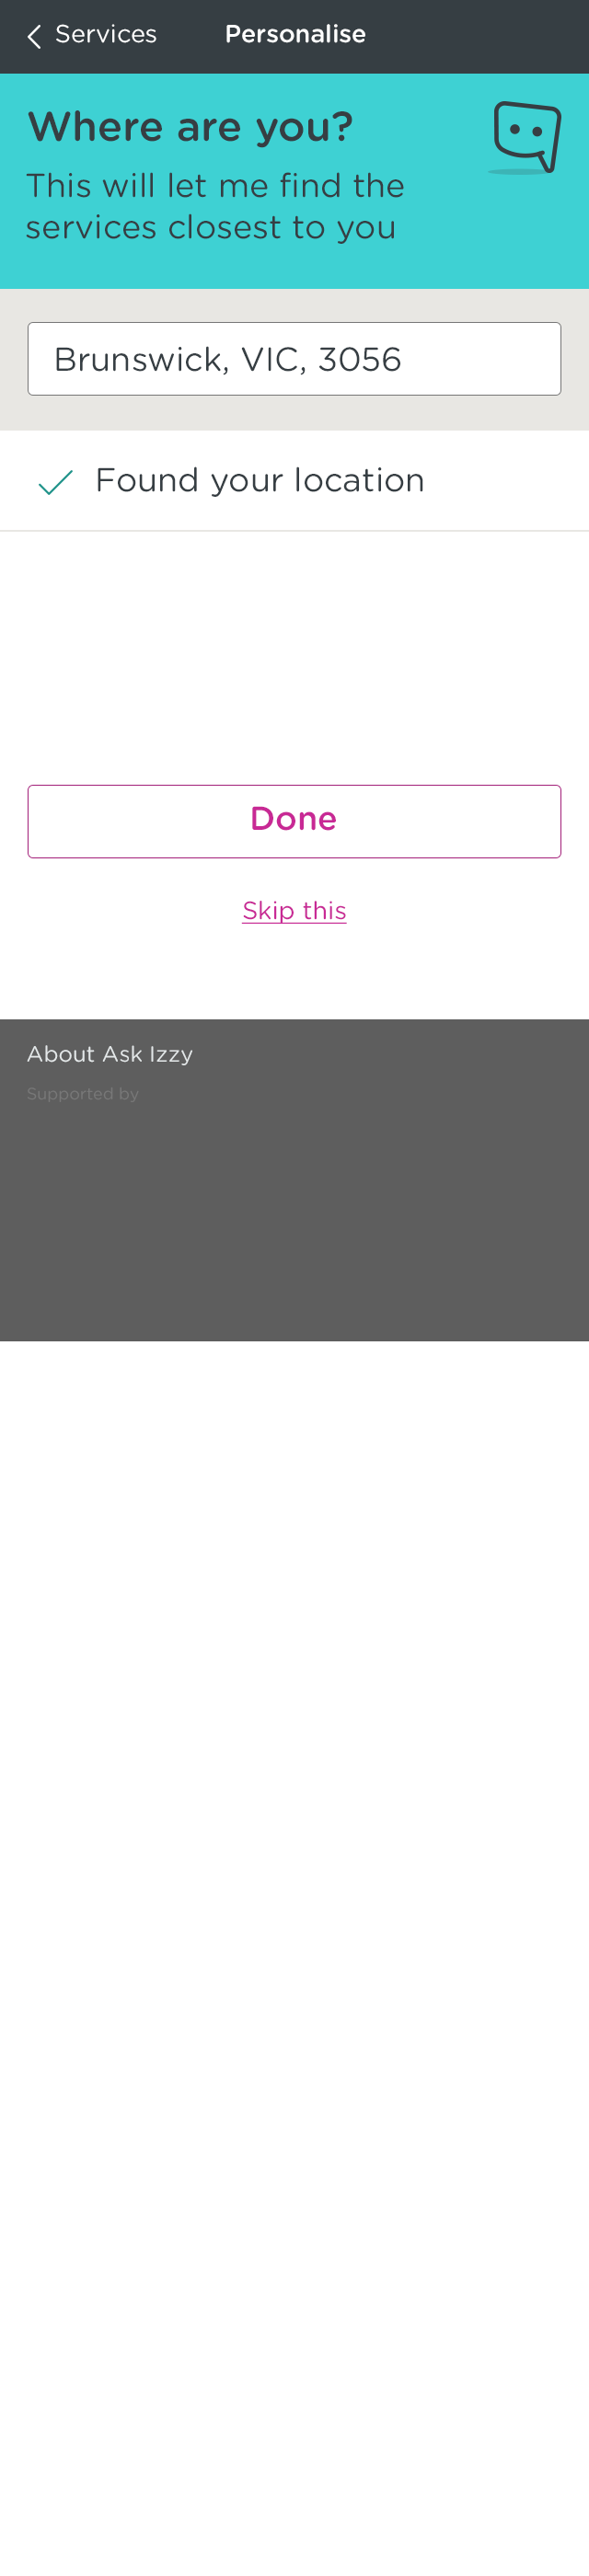 Services
Personalise
Where are you?
This will let me find the
services closest to you
Brunswick, VIC, 3056
Found your location
Done
Skip this
About Ask Izzy
Supported by